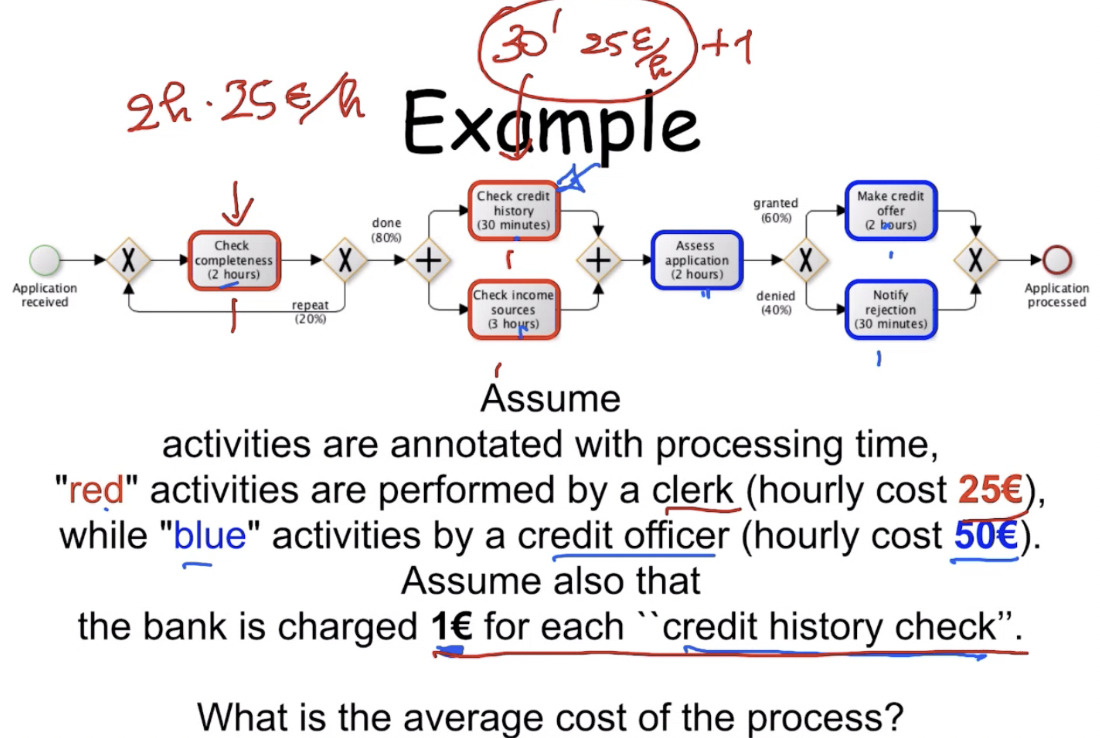 30' 25€/h +1
2h · 25€/h
Example
Check credit
history
(30 minutes)
Make credit
offer
(2 hours)
granted
(60%)
done
(80%)
Check
completeness
(2 hours)
X
X
+
+
Assess
application
(2 hours)
X
X
Application
received
Application
processed
repeat
(20%)
Check income
sources
(3 hours)
denied
(40%)
Notify
rejection
(30 minutes)
Assume
activities are annotated with processing time,
"red" activities are performed by a clerk (hourly cost 25€),
while "blue" activities by a credit officer (hourly cost 50€).
Assume also that
the bank is charged 1€ for each ``credit history check’’.
What is the average cost of the process?